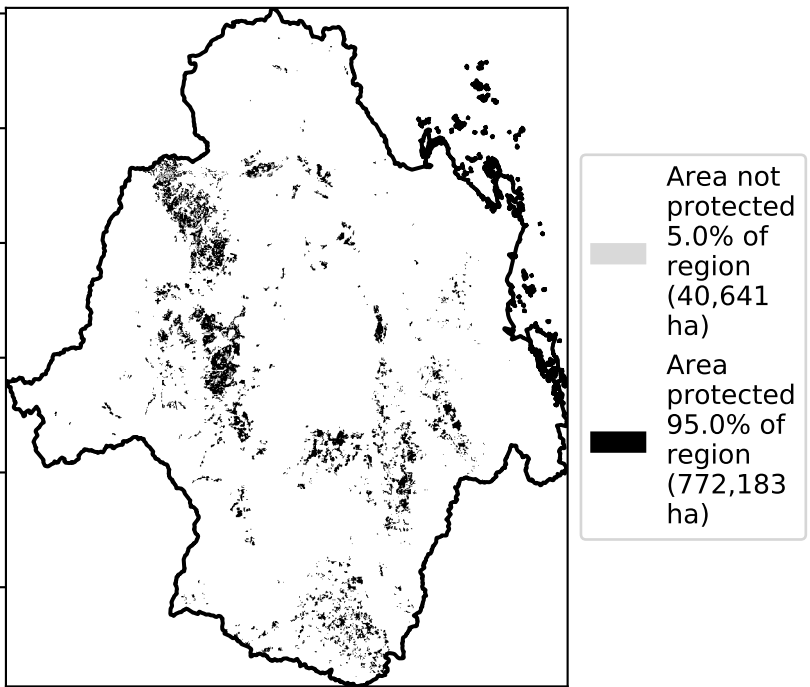 Area not
protected
5.0% of
region
(40,641
ha)
Area
protected
95.0% of
region
(772,183
ha)